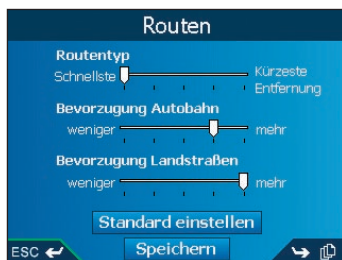 Routen
Routentyp
Schnellste
Kürzeste
Entfernung
Bevorzugung Autobahn
weniger mehr
Bevorzugung Landstraßen
weniger mehr
Standard einstellen
ESC Speichern